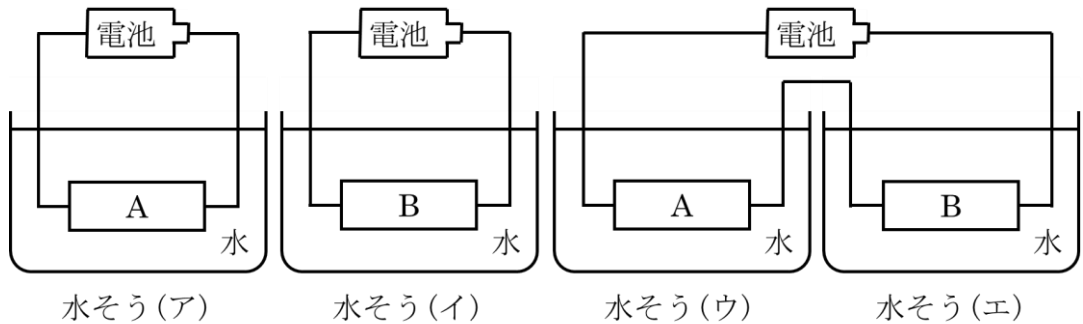 電池 電池 電池
A B A B
水 水 水 水
水そう(ア) 水そう(イ) 水そう(ウ) 水そう(エ)